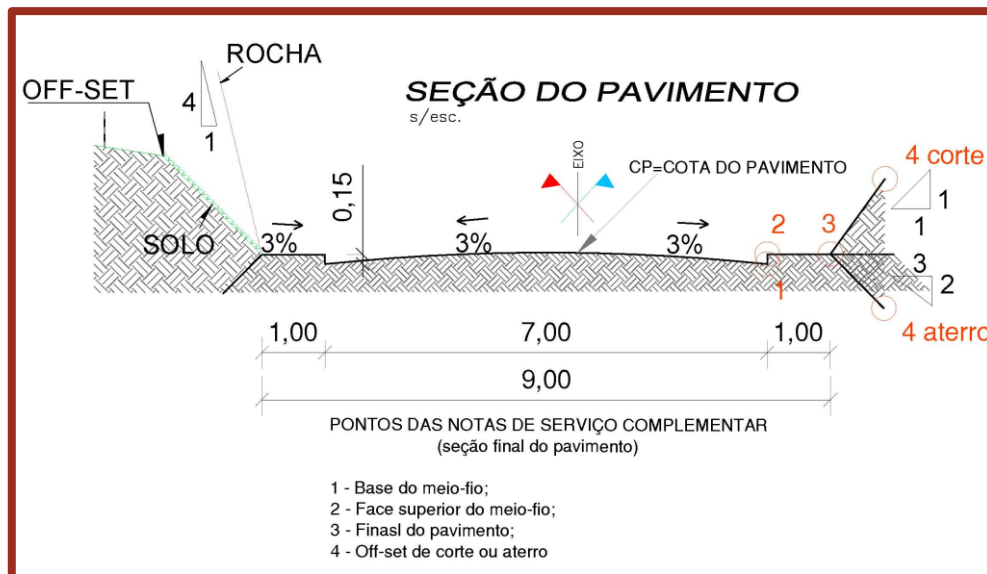 ROCHA
OFF-SET
4
1
SEÇÃO DO PAVIMENTO
s/esc.
EIXO
CP=COTA DO PAVIMENTO
4 corte
1
1
0,15
SOLO
3%
3%
3%
2
3
1
3
2
4 aterro
1,00
7,00
1,00
9,00
PONTOS DAS NOTAS DE SERVIÇO COMPLEMENTAR
(seção final do pavimento)
1 - Base do meio-fio;
2 - Face superior do meio-fio;
3 - Finasl do pavimento;
4 - Off-set de corte ou aterro